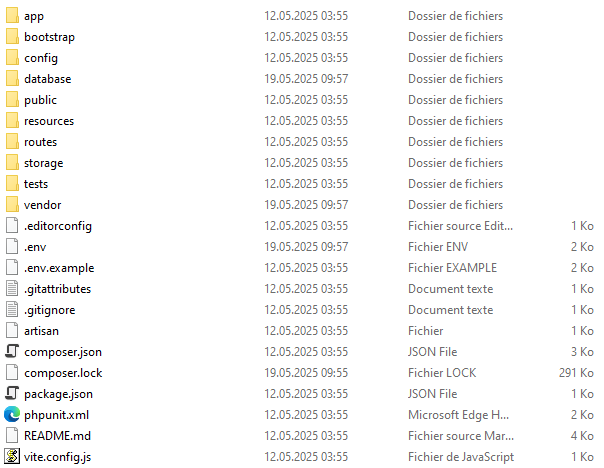 app 12.05.2025 03:55 Dossier de fichiers
bootstrap 12.05.2025 03:55 Dossier de fichiers
config 12.05.2025 03:55 Dossier de fichiers
database 19.05.2025 09:57 Dossier de fichiers
public 12.05.2025 03:55 Dossier de fichiers
resources 12.05.2025 03:55 Dossier de fichiers
routes 12.05.2025 03:55 Dossier de fichiers
storage 12.05.2025 03:55 Dossier de fichiers
tests 12.05.2025 03:55 Dossier de fichiers
vendor 19.05.2025 09:57 Dossier de fichiers
.editorconfig 12.05.2025 03:55 Fichier source Edit... 1 Ko
.env 19.05.2025 09:57 Fichier ENV 2 Ko
.env.example 12.05.2025 03:55 Fichier EXAMPLE 2 Ko
.gitattributes 12.05.2025 03:55 Document texte 1 Ko
.gitignore 12.05.2025 03:55 Document texte 1 Ko
artisan 12.05.2025 03:55 Fichier 1 Ko
composer.json 12.05.2025 03:55 JSON File 3 Ko
composer.lock 19.05.2025 09:55 Fichier LOCK 291 Ko
package.json 12.05.2025 03:55 JSON File 1 Ko
phpunit.xml 12.05.2025 03:55 Microsoft Edge H... 2 Ko
README.md 12.05.2025 03:55 Fichier source Mar... 4 Ko
vite.config.js 12.05.2025 03:55 Fichier de JavaScript 1 Ko